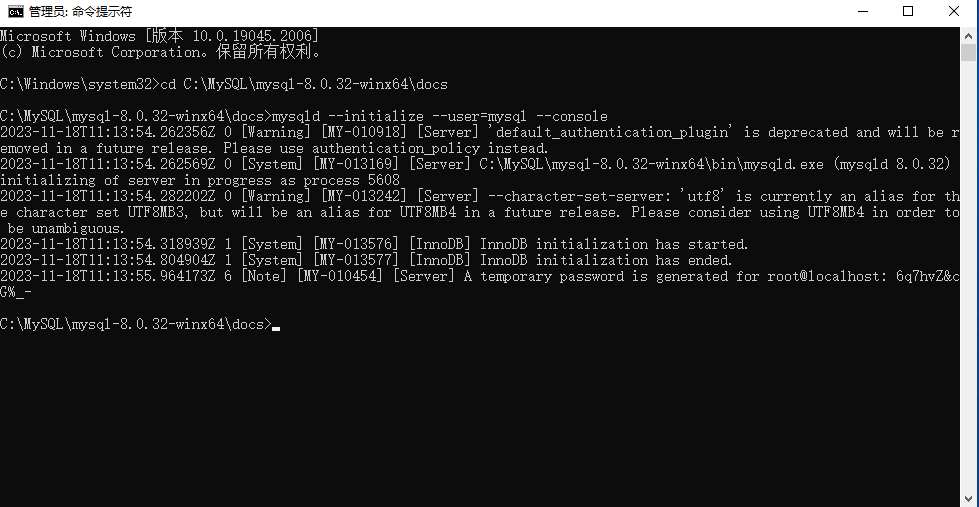 管理员: 命令提示符
Microsoft Windows [版本 10.0.19045.2006]
(c) Microsoft Corporation。保留所有权利。
C:\Windows\system32>cd C:\MySQL\mysql-8.0.32-winx64\docs
C:\MySQL\mysql-8.0.32-winx64\docs>mysqld --initialize --user=mysql --console
2023-11-18T11:13:54.262356Z 0 [Warning] [MY-010918] [Server] 'default_authentication_plugin' is deprecated and will be r
emoved in a future release. Please use authentication_policy instead.
2023-11-18T11:13:54.262569Z 0 [System] [MY-013169] [Server] C:\MySQL\mysql-8.0.32-winx64\bin\mysqld.exe (mysqld 8.0.32)
initializing of server in progress as process 5608
2023-11-18T11:13:54.282202Z 0 [Warning] [MY-013242] [Server] --character-set-server: 'utf8' is currently an alias for th
e character set UTF8MB3, but will be an alias for UTF8MB4 in a future release. Please consider using UTF8MB4 in order to
 be unambiguous.
2023-11-18T11:13:54.318939Z 1 [System] [MY-013576] [InnoDB] InnoDB initialization has started.
2023-11-18T11:13:54.804904Z 1 [System] [MY-013577] [InnoDB] InnoDB initialization has ended.
2023-11-18T11:13:55.964173Z 6 [Note] [MY-010454] [Server] A temporary password is generated for root@localhost: 6q7hvZ&c
G%_-
C:\MySQL\mysql-8.0.32-winx64\docs>